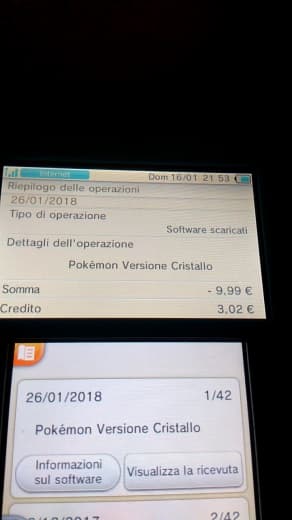 Internet
Dom 16/01 21 53
Riepilogo delle operazioni
26/01/2018
Tipo di operazione
Software scaricati
Dettagli dell'operazione
Pokémon Versione Cristallo
Somma - 9,99 €
Credito 3,02 €
26/01/2018 1/42
Pokémon Versione Cristallo
Informazioni sul software
Visualizza la ricevuta
2017 2/42